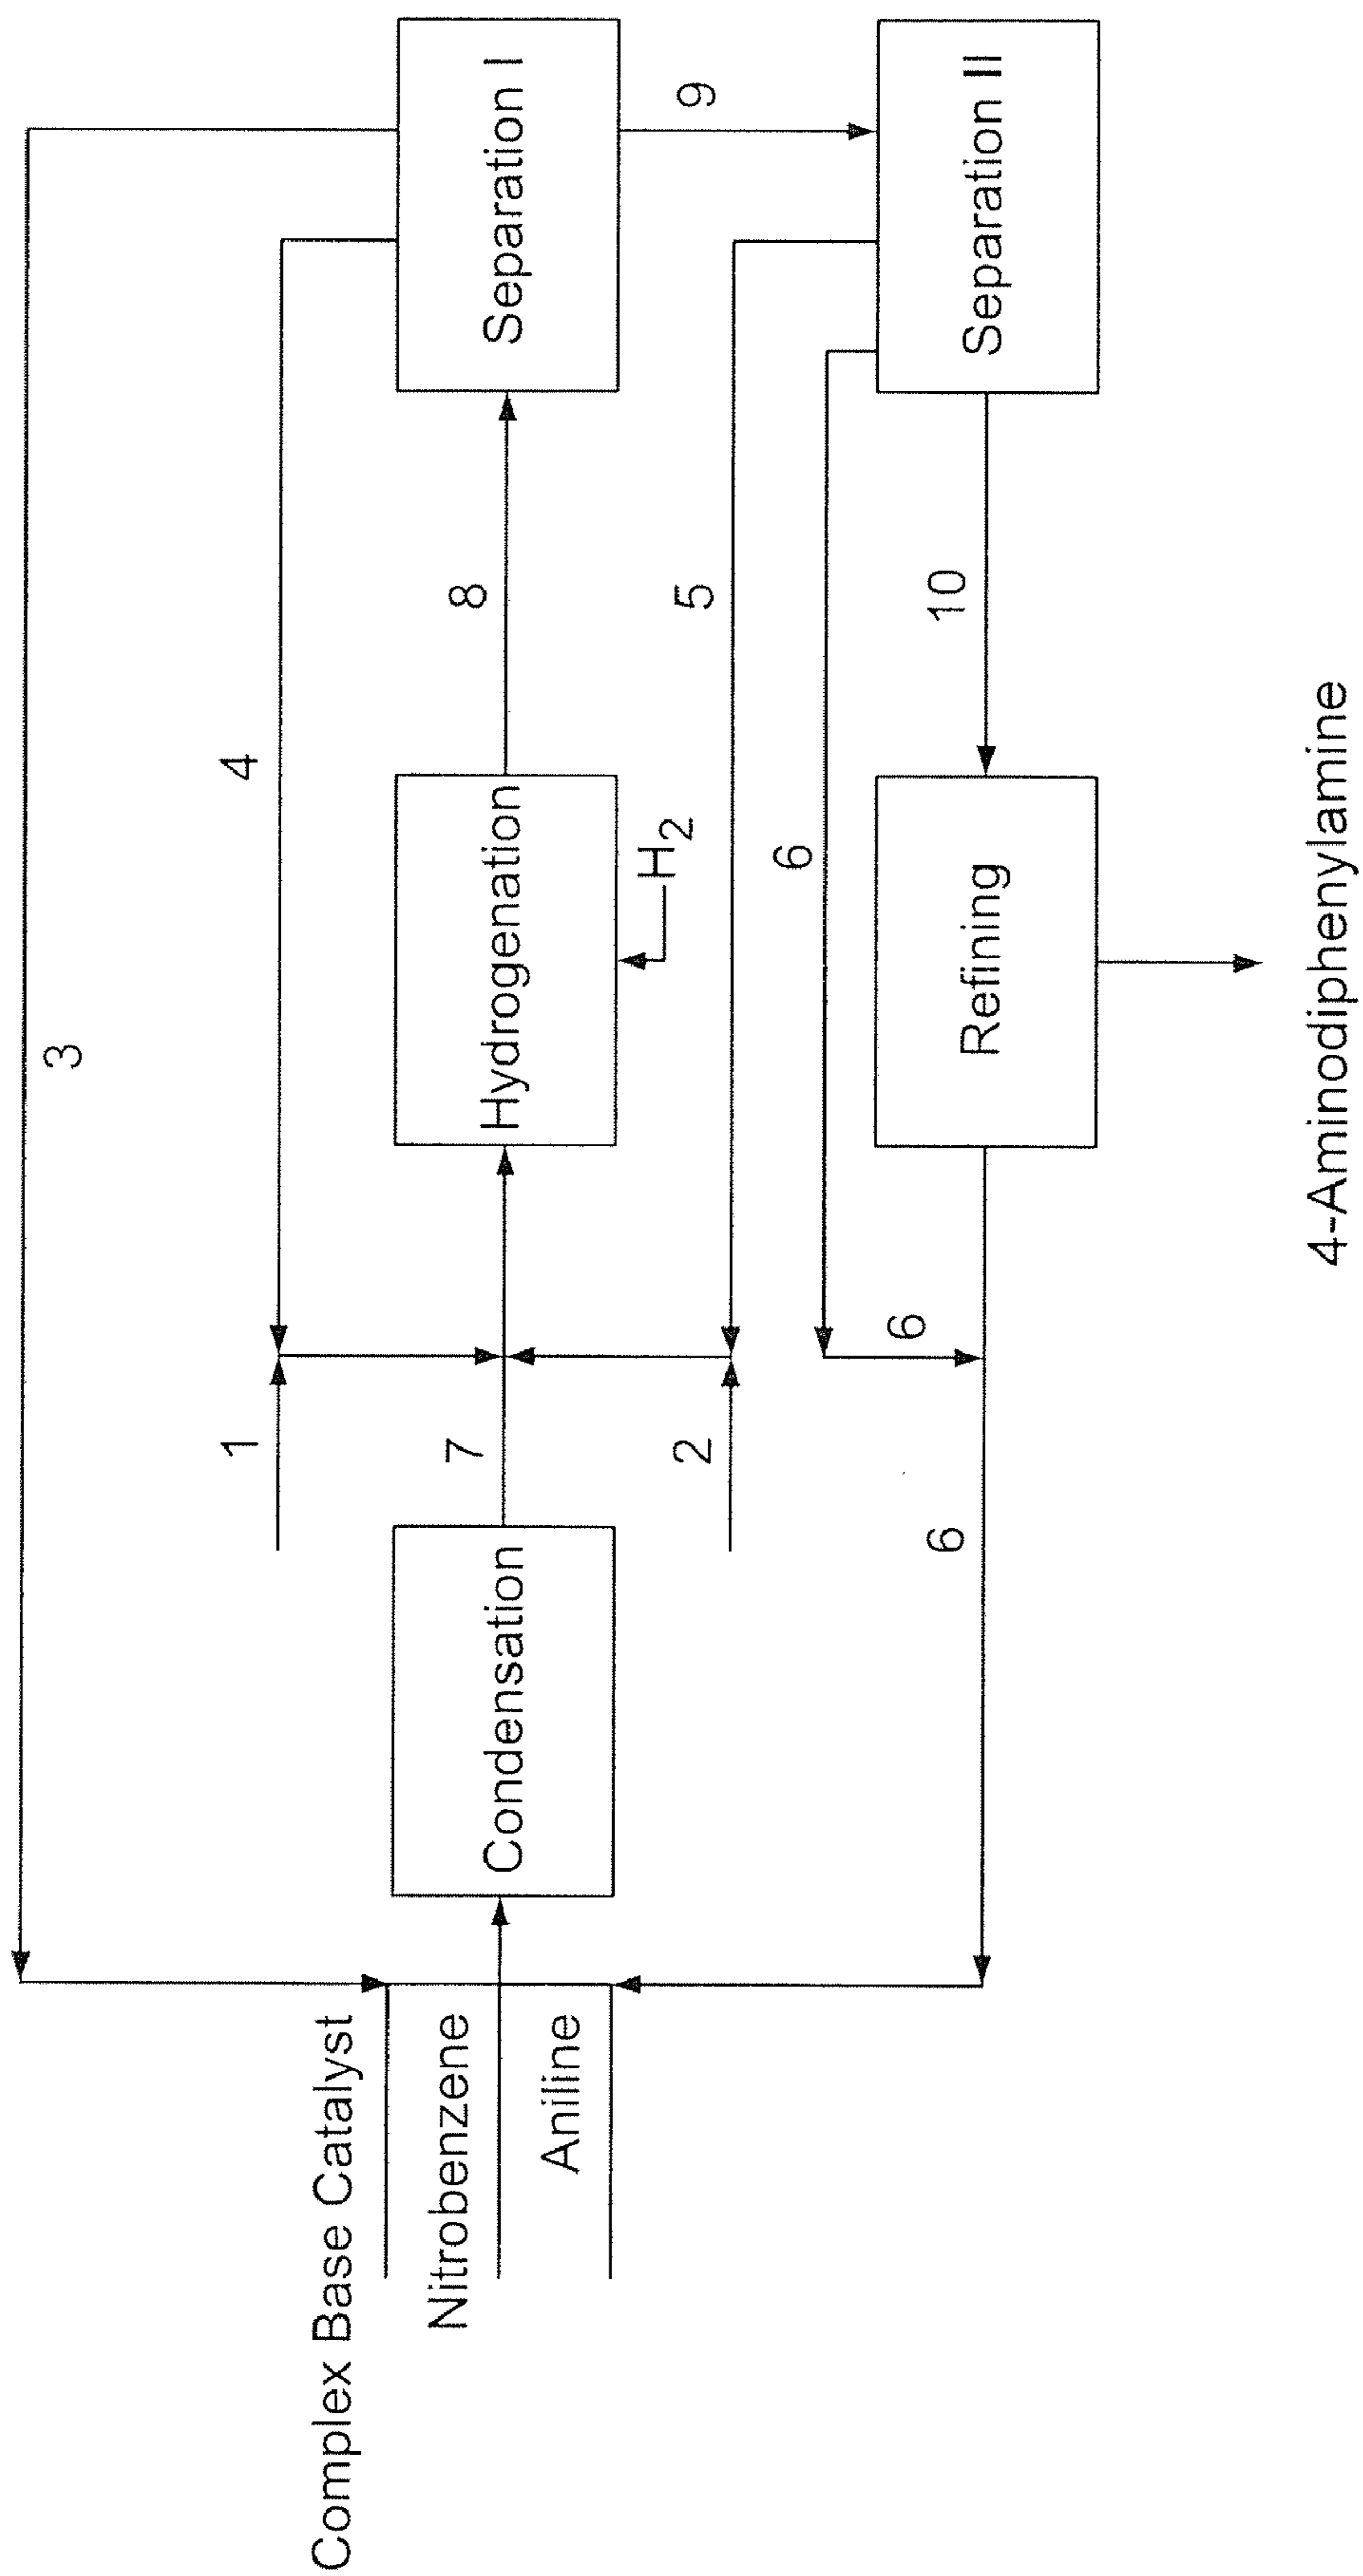 3
4
Separation I
9
Separation II
8
Hydrogenation
H2
5
6
10
Refining
4-Aminodiphenylamine
1
7
2
6
6
Condensation
Complex Base Catalyst
Nitrobenzene
Aniline